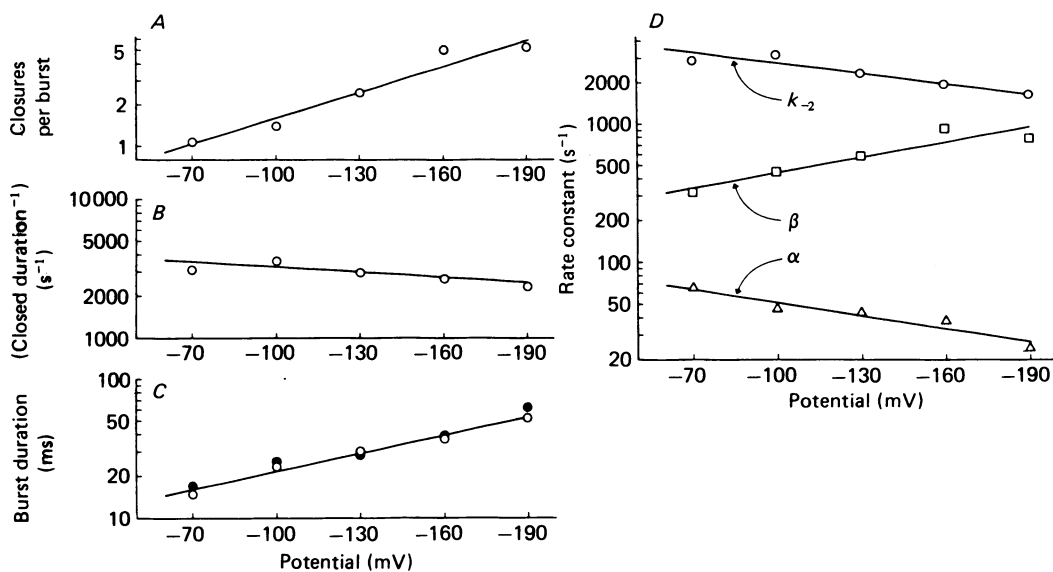 A
Closures
per burst
5
2
1
−70 −100 −130 −160 −190
B
(Closed duration⁻¹)
(s⁻¹)
10000
5000
2000
1000
−70 −100 −130 −160 −190
C
Burst duration
(ms)
100
50
20
10
−70 −100 −130 −160 −190
Potential (mV)
D
Rate constant (s⁻¹)
2000
1000
500
200
100
50
20
k₋₂
β
α
−70 −100 −130 −160 −190
Potential (mV)